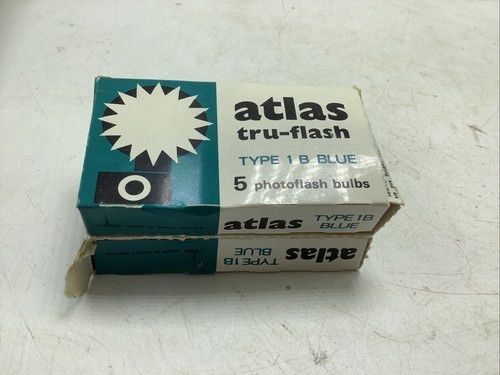 atlas
tru-flash
TYPE 1 B BLUE
5 photoflash bulbs
atlas
TYPE 1B
BLUE
atlas
TYPE 1B
BLUE